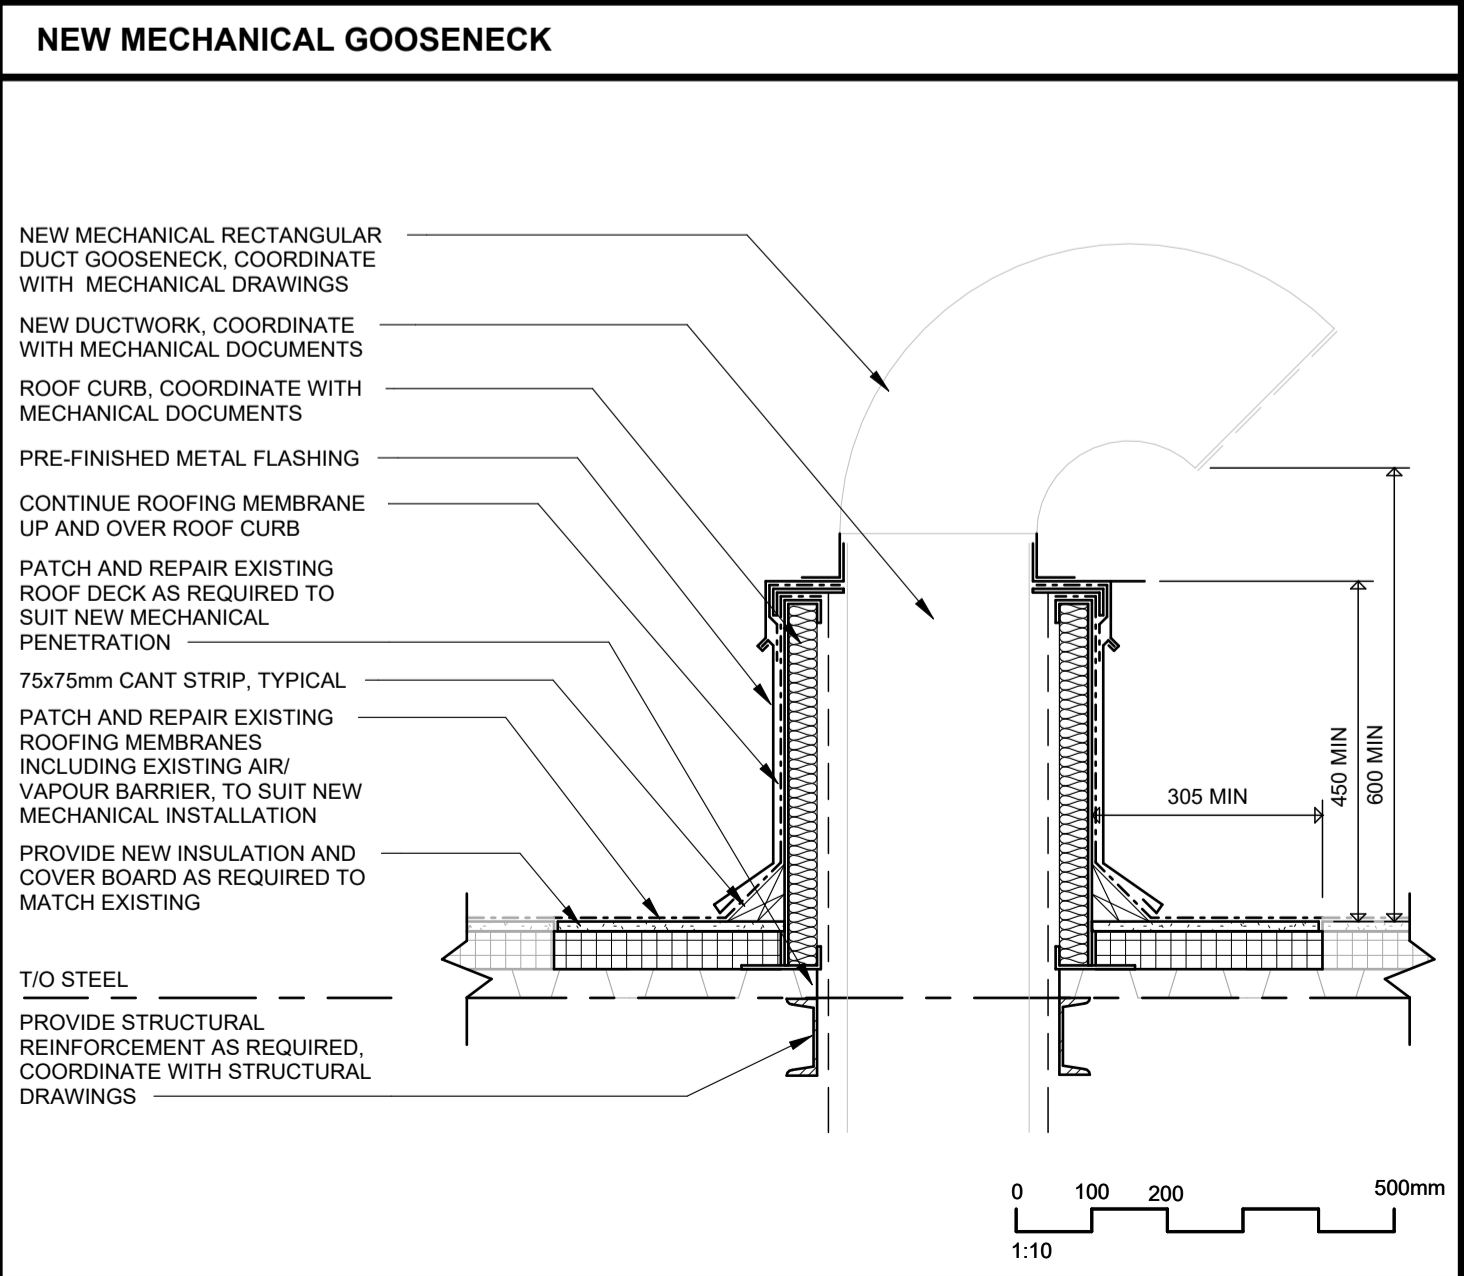 NEW MECHANICAL GOOSENECK
NEW MECHANICAL RECTANGULAR
DUCT GOOSENECK, COORDINATE
WITH MECHANICAL DRAWINGS
NEW DUCTWORK, COORDINATE
WITH MECHANICAL DOCUMENTS
ROOF CURB, COORDINATE WITH
MECHANICAL DOCUMENTS
PRE-FINISHED METAL FLASHING
CONTINUE ROOFING MEMBRANE
UP AND OVER ROOF CURB
PATCH AND REPAIR EXISTING
ROOF DECK AS REQUIRED TO
SUIT NEW MECHANICAL
PENETRATION
75x75mm CANT STRIP, TYPICAL
PATCH AND REPAIR EXISTING
ROOFING MEMBRANES
INCLUDING EXISTING AIR/
VAPOUR BARRIER, TO SUIT NEW
MECHANICAL INSTALLATION
PROVIDE NEW INSULATION AND
COVER BOARD AS REQUIRED TO
MATCH EXISTING
T/O STEEL
PROVIDE STRUCTURAL
REINFORCEMENT AS REQUIRED,
COORDINATE WITH STRUCTURAL
DRAWINGS
305 MIN
450 MIN
600 MIN
0 100 200 500mm
1:10